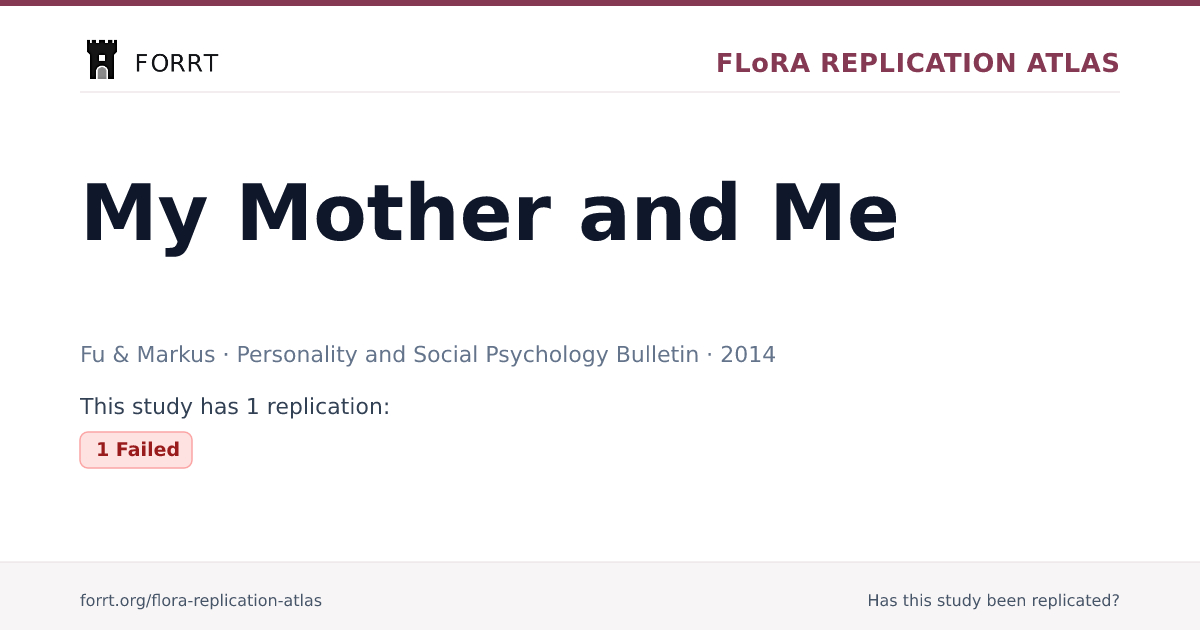 FORRT
FLoRA REPLICATION ATLAS
My Mother and Me
Fu & Markus · Personality and Social Psychology Bulletin · 2014
This study has 1 replication:
1 Failed
forrt.org/flora-replication-atlas
Has this study been replicated?